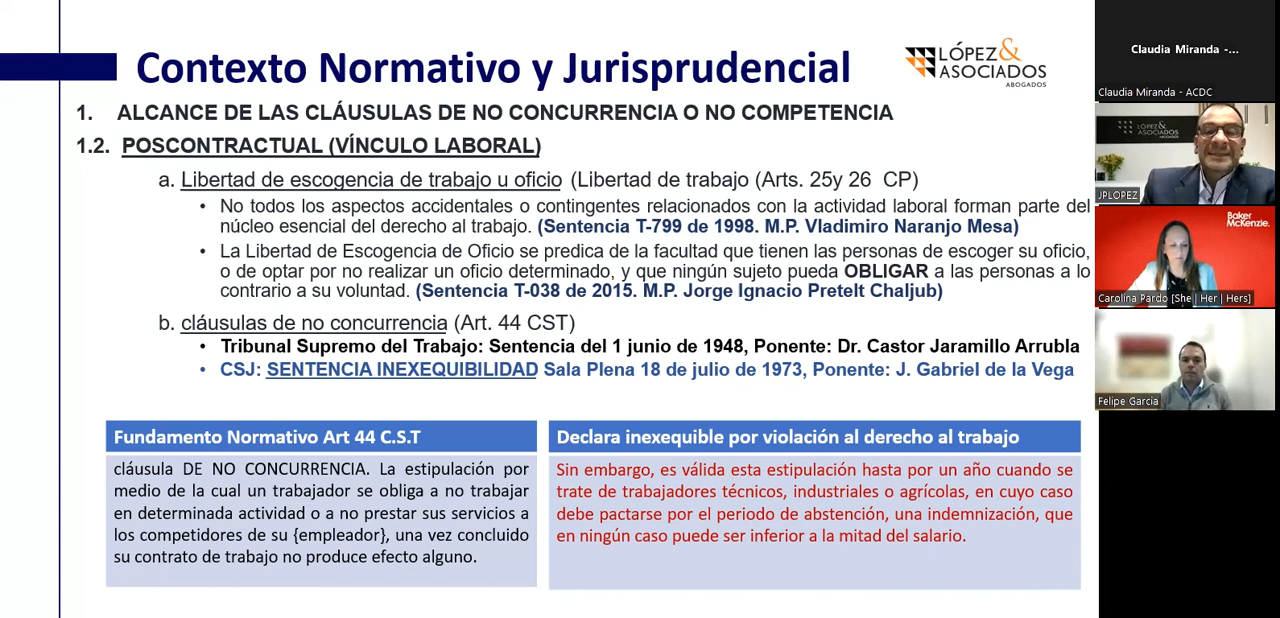 Contexto Normativo y Jurisprudencial
LÓPEZ&
ASOCIADOS
ABOGADOS
1. ALCANCE DE LAS CLÁUSULAS DE NO CONCURRENCIA O NO COMPETENCIA
1.2. POSCONTRACTUAL (VÍNCULO LABORAL)
a. Libertad de escogencia de trabajo u oficio (Libertad de trabajo (Arts. 25y 26 CP)
• No todos los aspectos accidentales o contingentes relacionados con la actividad laboral forman parte del
núcleo esencial del derecho al trabajo. (Sentencia T-799 de 1998. M.P. Vladimiro Naranjo Mesa)
• La Libertad de Escogencia de Oficio se predica de la facultad que tienen las personas de escoger su oficio,
o de optar por no realizar un oficio determinado, y que ningún sujeto pueda OBLIGAR a las personas a lo
contrario a su voluntad. (Sentencia T-038 de 2015. M.P. Jorge Ignacio Pretelt Chaljub)
b. cláusulas de no concurrencia (Art. 44 CST)
• Tribunal Supremo del Trabajo: Sentencia del 1 junio de 1948, Ponente: Dr. Castor Jaramillo Arrubla
• CSJ: SENTENCIA INEXEQUIBILIDAD Sala Plena 18 de julio de 1973, Ponente: J. Gabriel de la Vega
Fundamento Normativo Art 44 C.S.T
cláusula DE NO CONCURRENCIA. La estipulación por
medio de la cual un trabajador se obliga a no trabajar
en determinada actividad o a no prestar sus servicios a
los competidores de su {empleador}, una vez concluido
su contrato de trabajo no produce efecto alguno.
Declara inexequible por violación al derecho al trabajo
Sin embargo, es válida esta estipulación hasta por un año cuando se
trate de trabajadores técnicos, industriales o agrícolas, en cuyo caso
debe pactarse por el periodo de abstención, una indemnización, que
en ningún caso puede ser inferior a la mitad del salario.
Claudia Miranda -...
Claudia Miranda - ACDC
LÓPEZ&
ASOCIADOS
JPLOPEZ
Baker
McKenzie.
Carolina Pardo [She | Her | Hers]
Felipe Garcia